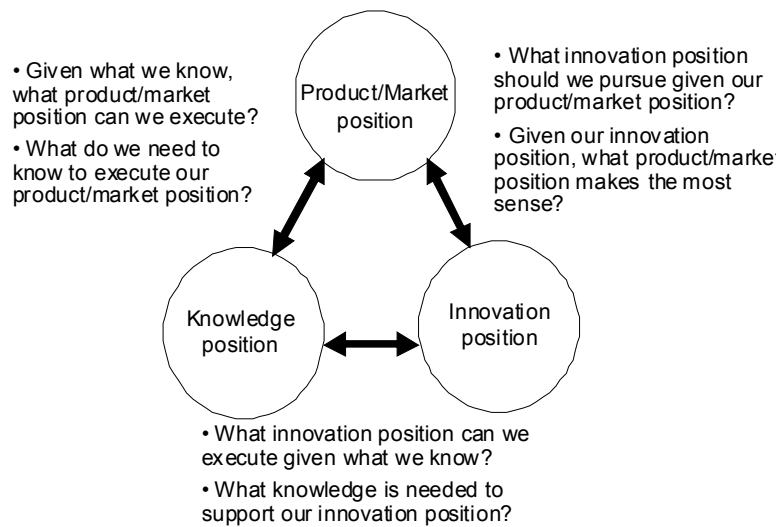 • Given what we know,
what product/market
position can we execute?
• What do we need to
know to execute our
product/market position?
Product/Market
position
• What innovation position
should we pursue given our
product/market position?
• Given our innovation
position, what product/market
position makes the most
sense?
Knowledge
position
Innovation
position
• What innovation position can we
execute given what we know?
• What knowledge is needed to
support our innovation position?